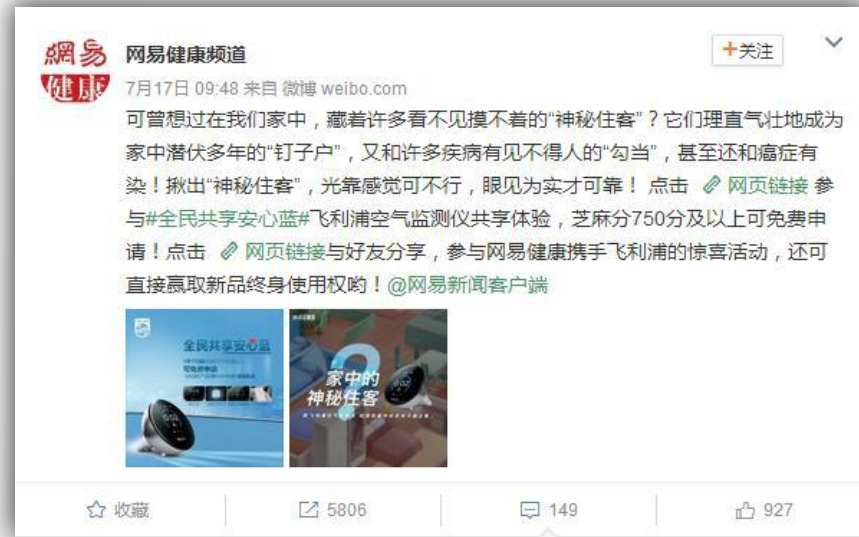 網易
健康
网易健康频道
+关注
7月17日 09:48 来自 微博 weibo.com
可曾想过在我们家中，藏着许多看不见摸不着的“神秘住客”？它们理直气壮地成为
家中潜伏多年的“钉子户”，又和许多疾病有见不得人的“勾当”，甚至还和癌症有
染！揪出“神秘住客”，光靠感觉可不行，眼见为实才可靠！ 点击 网页链接 参
与#全民共享安心蓝#飞利浦空气监测仪共享体验，芝麻分750分及以上可免费申
请！点击 网页链接与好友分享，参与网易健康携手飞利浦的惊喜活动，还可
直接赢取新品终身使用权哟！@网易新闻客户端
全民共享安心蓝
家中的
神秘住客
收藏
5806
149
927